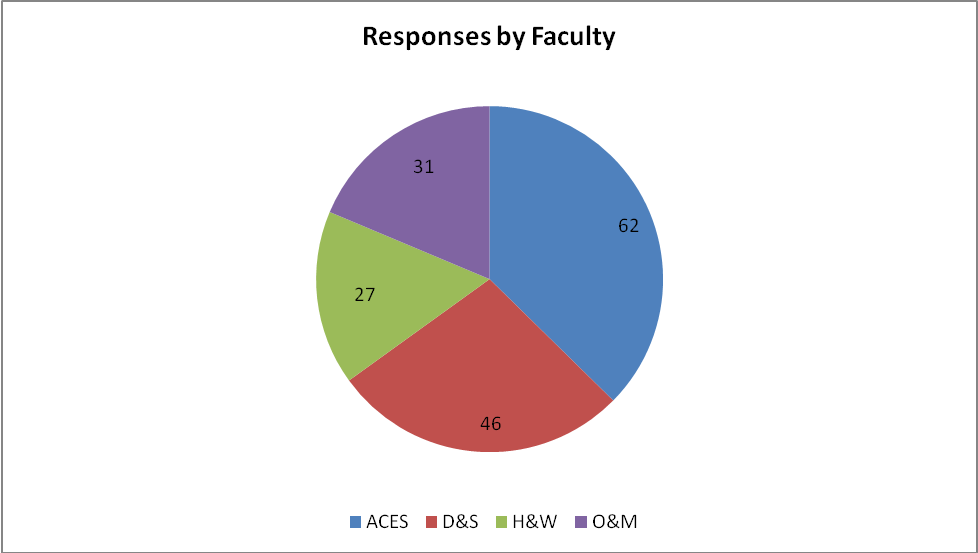 Responses by Faculty
31
62
27
46
ACES D&S H&W O&M